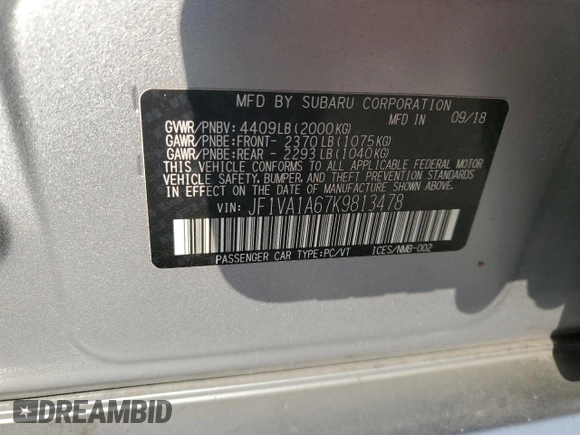 MFD BY SUBARU CORPORATION
MFD IN 09/18
GVWR/PNBV: 4409LB(2000KG)
GAWR/PNBE:FRONT- 2370LB(1075KG)
GAWR/PNBE:REAR - 2293LB(1040KG)
THIS VEHICLE CONFORMS TO ALL APPLICABLE FEDERAL MOTOR
VEHICLE SAFETY, BUMPER, AND THEFT PREVENTION STANDARDS
IN EFFECT ON THE DATE OF MANUFACTURE SHOWN ABOVE.
VIN: JF1VA1A67K9813478
PASSENGER CAR TYPE:PC/VT ICES/NMB-002
DREAMBID